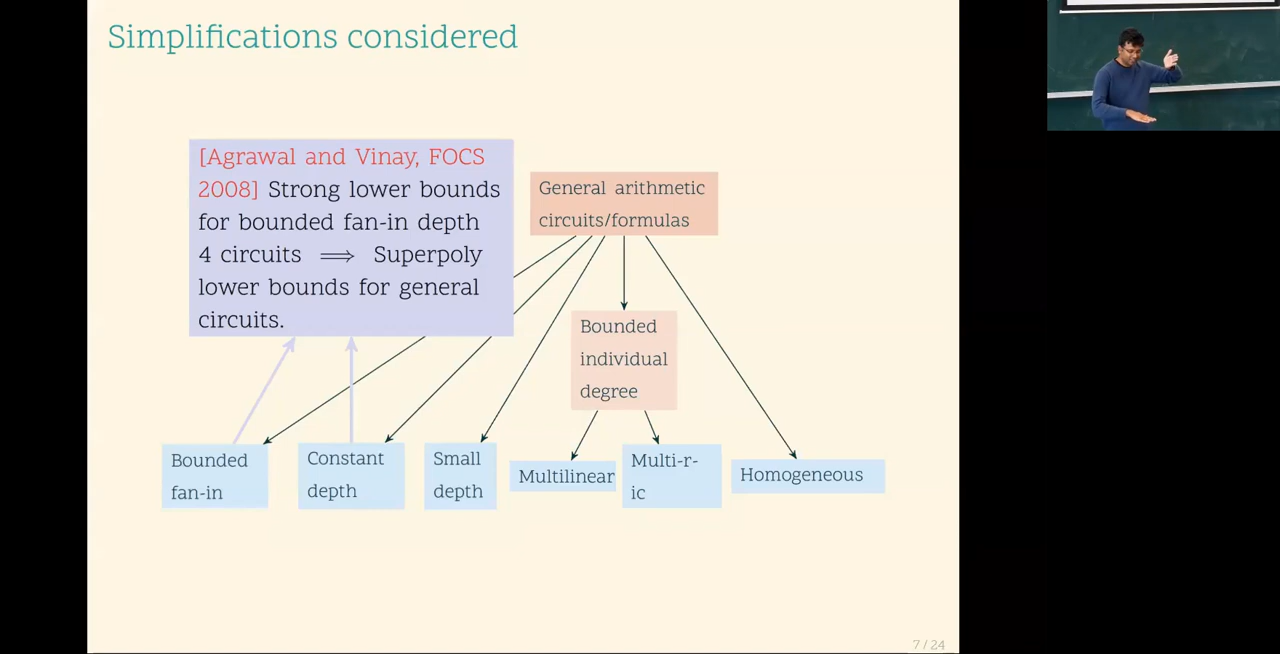 Simplifications considered
[Agrawal and Vinay, FOCS
2008] Strong lower bounds
for bounded fan-in depth
4 circuits ⟹ Superpoly
lower bounds for general
circuits.
General arithmetic
circuits/formulas
Bounded
individual
degree
Bounded
fan-in
Constant
depth
Small
depth
Multilinear
Multi-r-
ic
Homogeneous
7 / 24